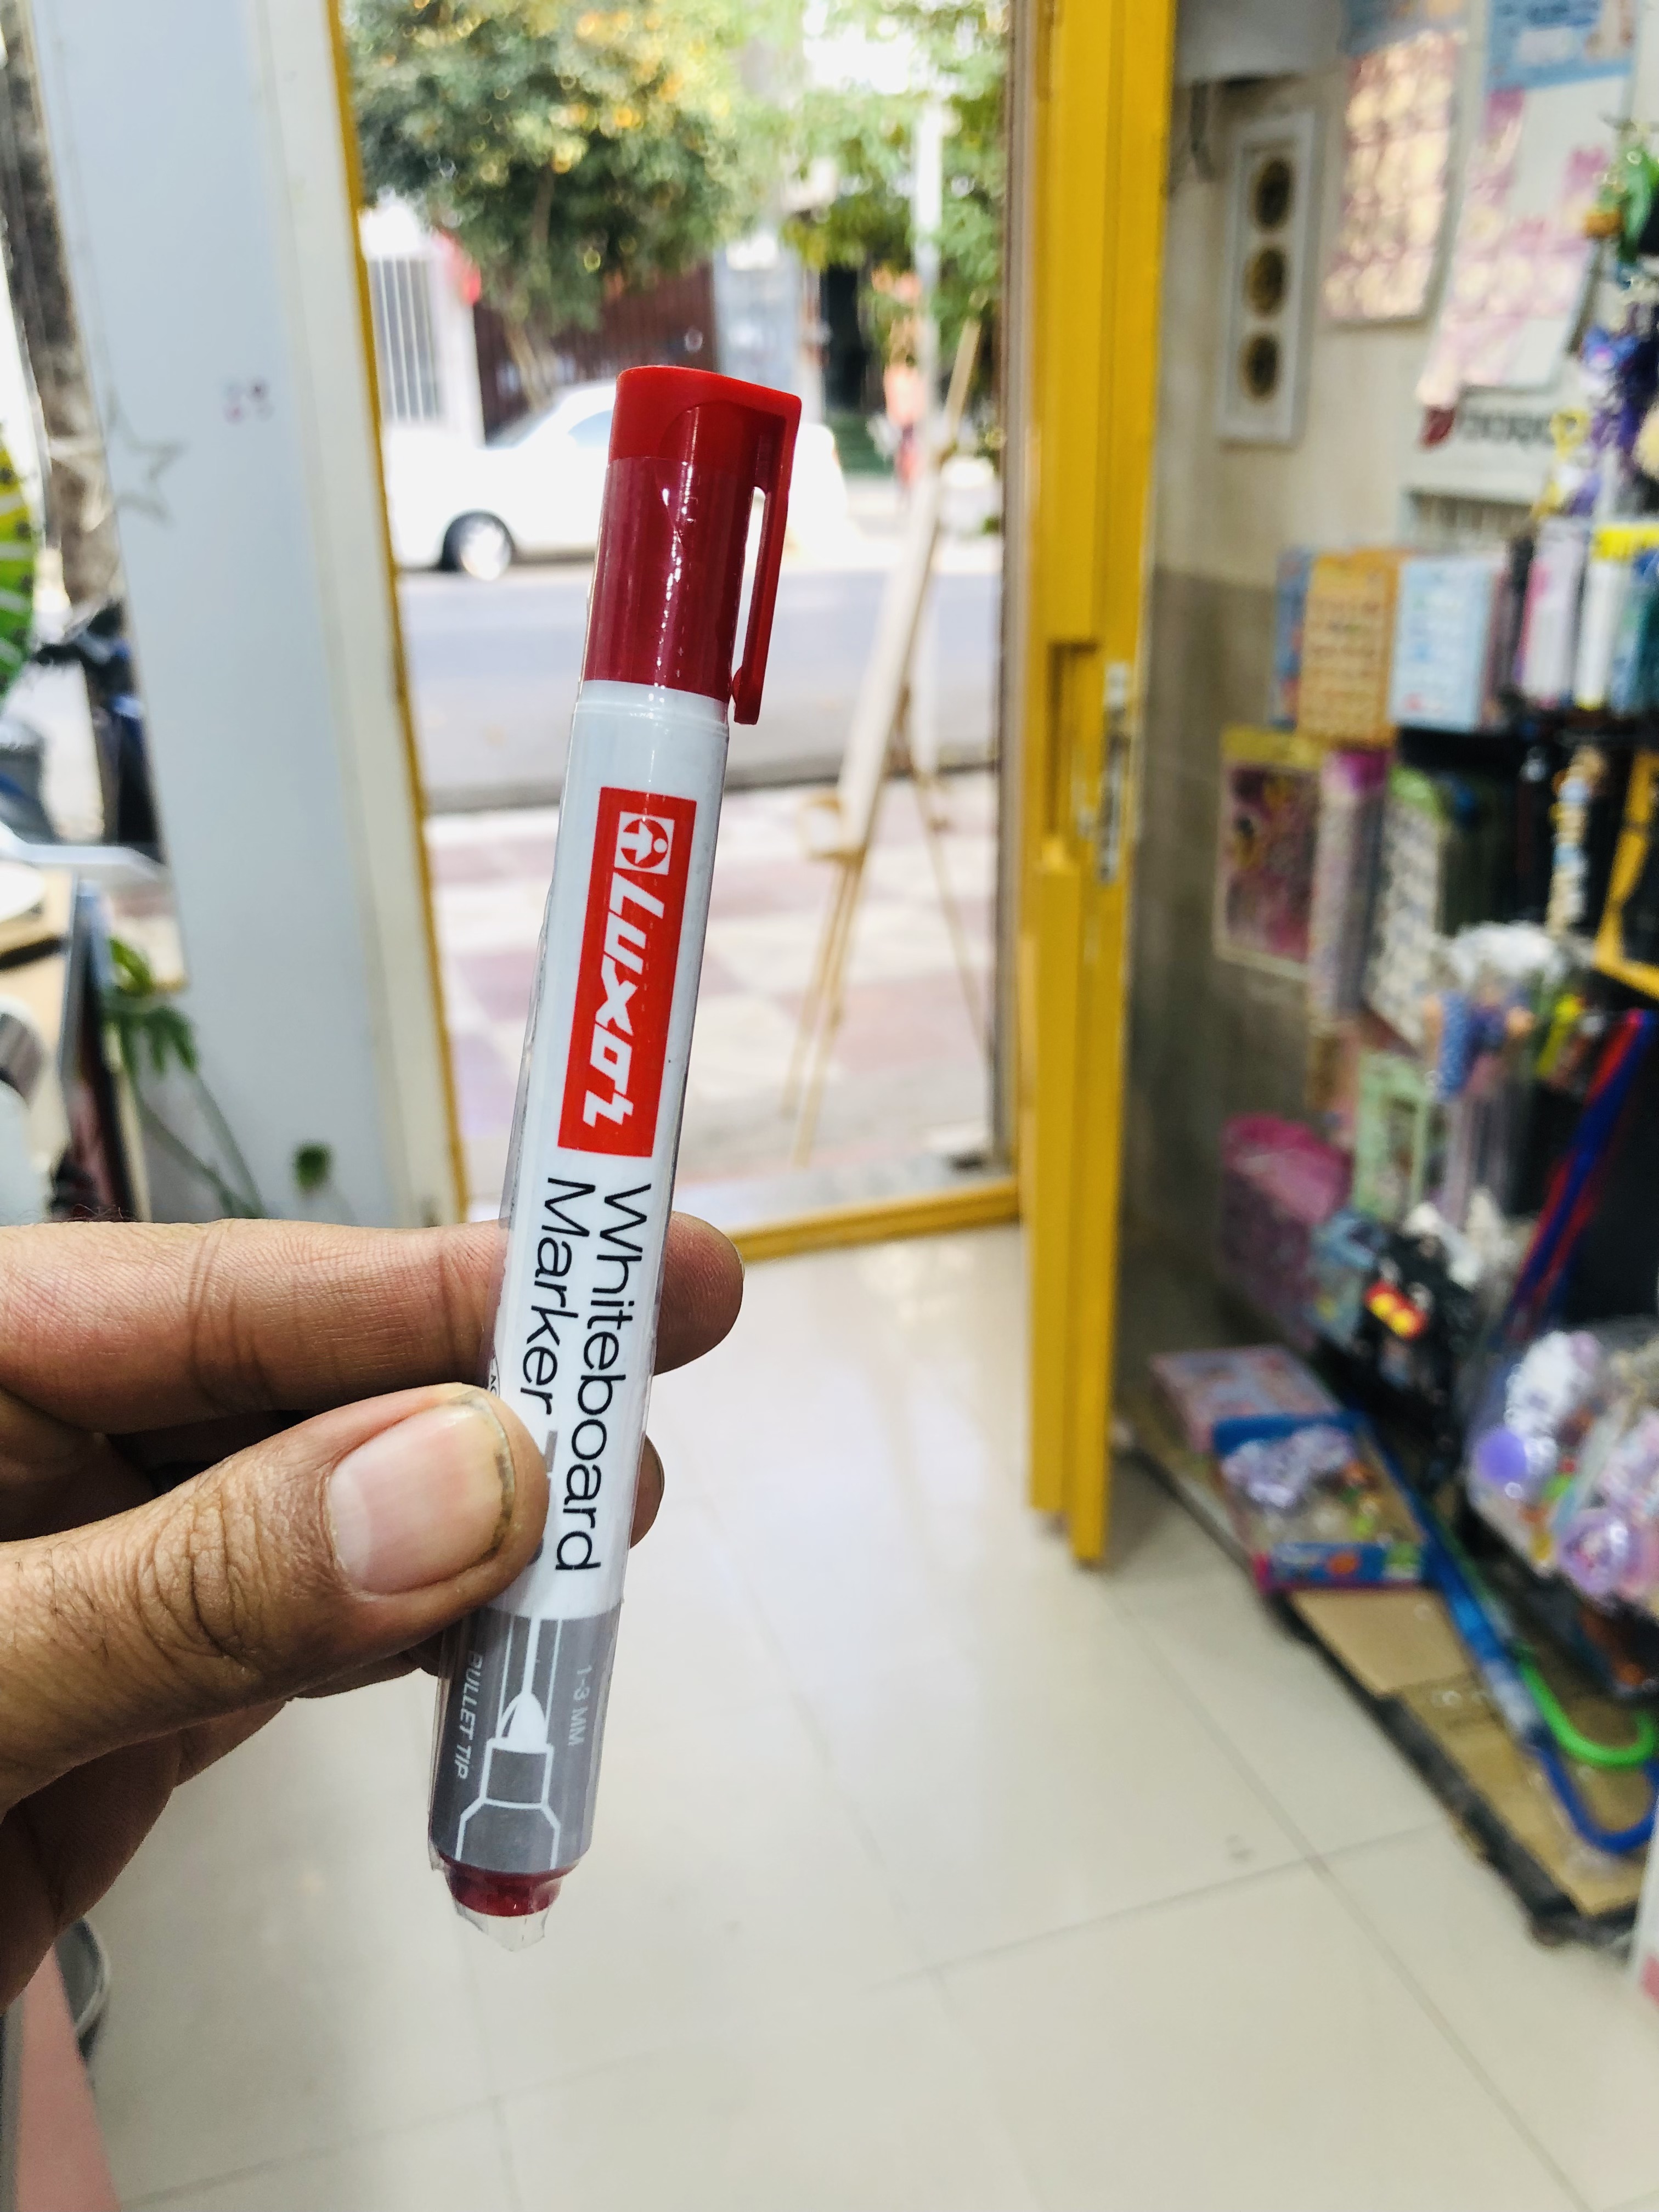 LUXOR
Whiteboard
Marker
1-3 MM
BULLET TIP